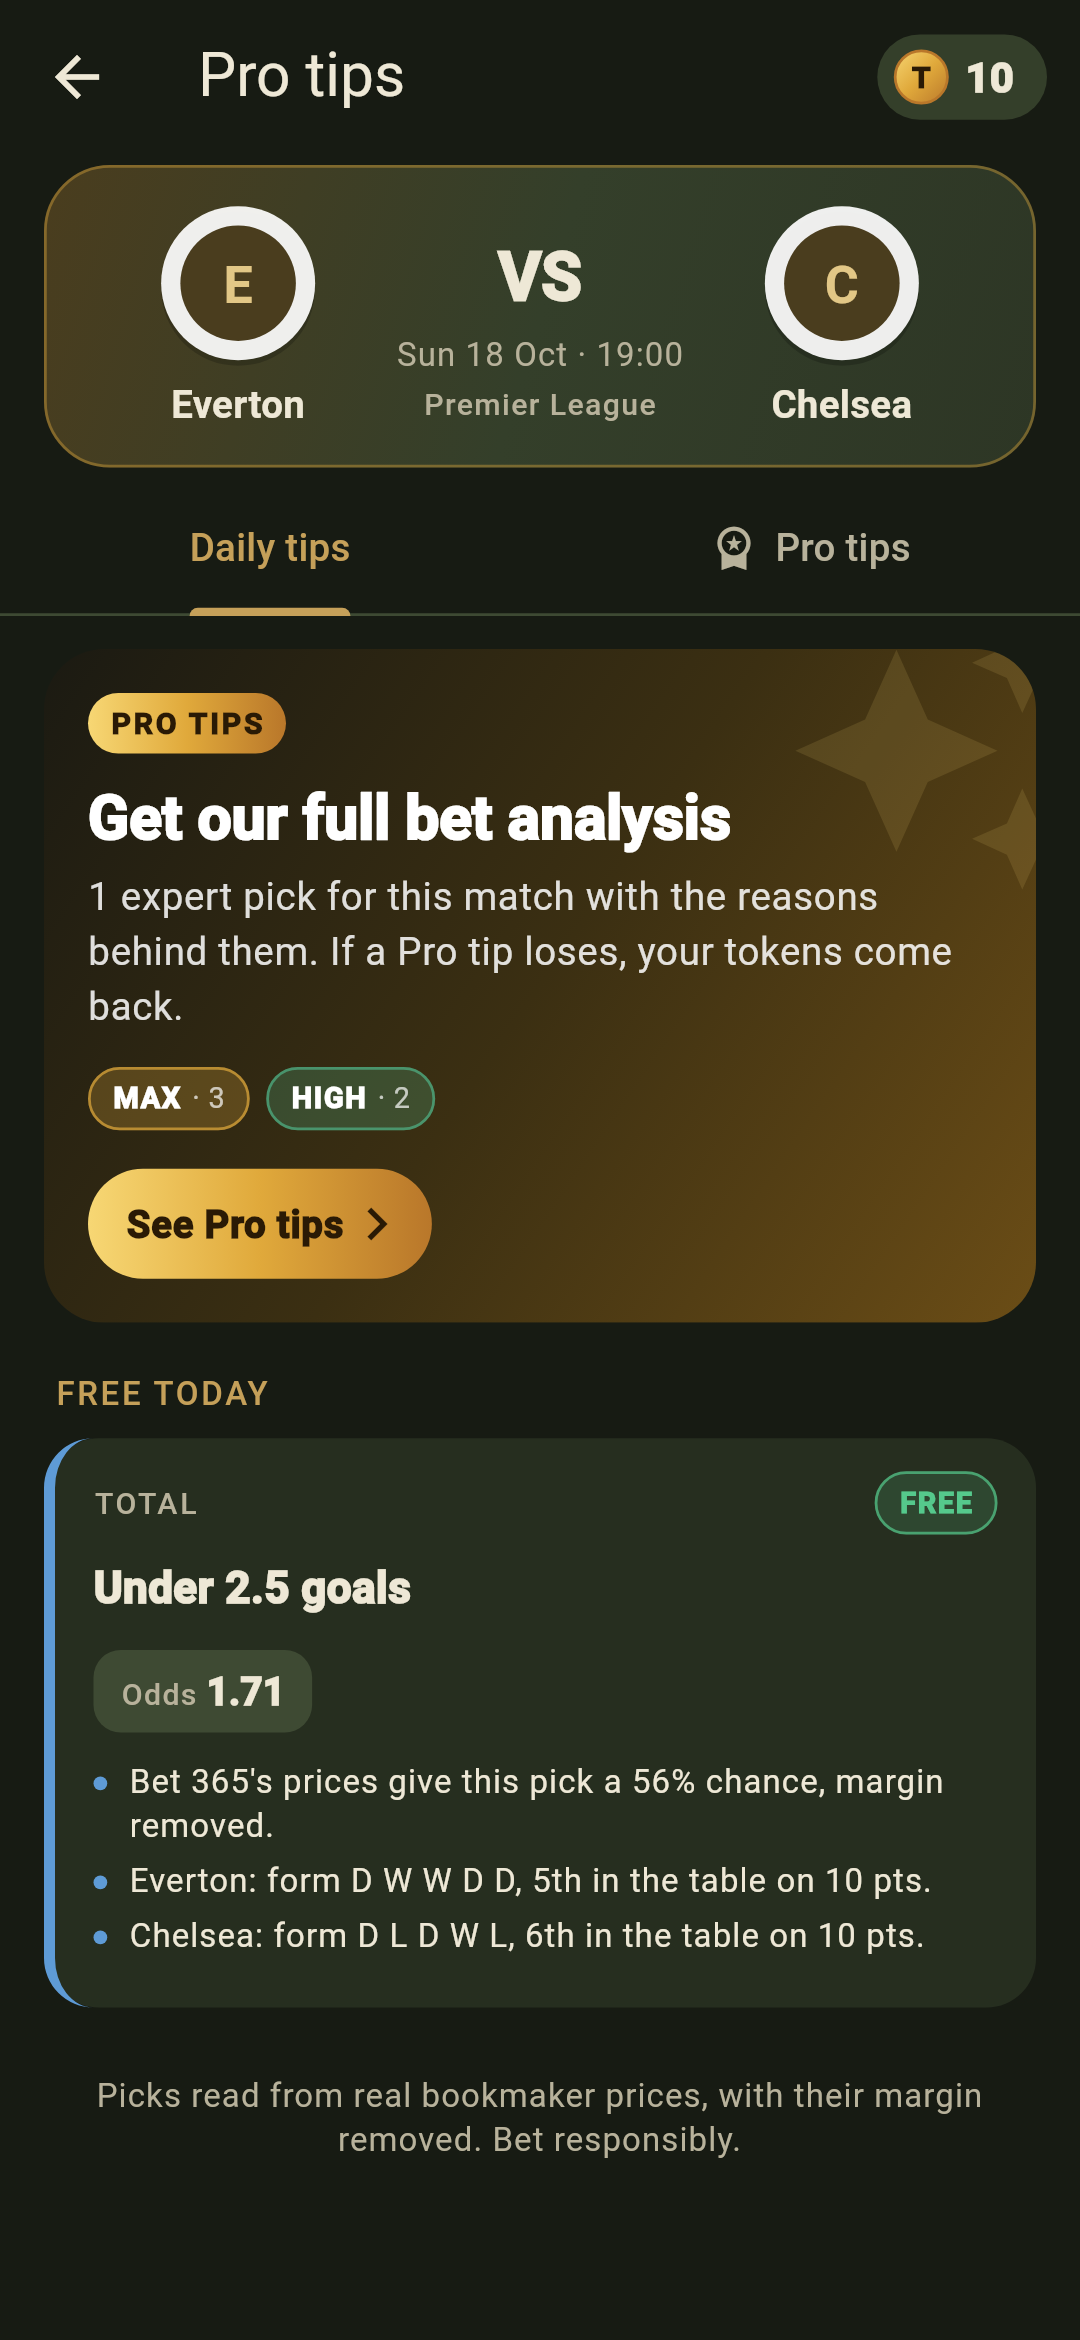 Pro tips
T 10
E
VS
C
Sun 18 Oct · 19:00
Everton
Premier League
Chelsea
Daily tips
Pro tips
PRO TIPS
Get our full bet analysis
1 expert pick for this match with the reasons
behind them. If a Pro tip loses, your tokens come
back.
MAX · 3
HIGH · 2
See Pro tips
FREE TODAY
TOTAL
FREE
Under 2.5 goals
Odds 1.71
Bet 365's prices give this pick a 56% chance, margin
removed.
Everton: form D W W D D, 5th in the table on 10 pts.
Chelsea: form D L D W L, 6th in the table on 10 pts.
Picks read from real bookmaker prices, with their margin
removed. Bet responsibly.